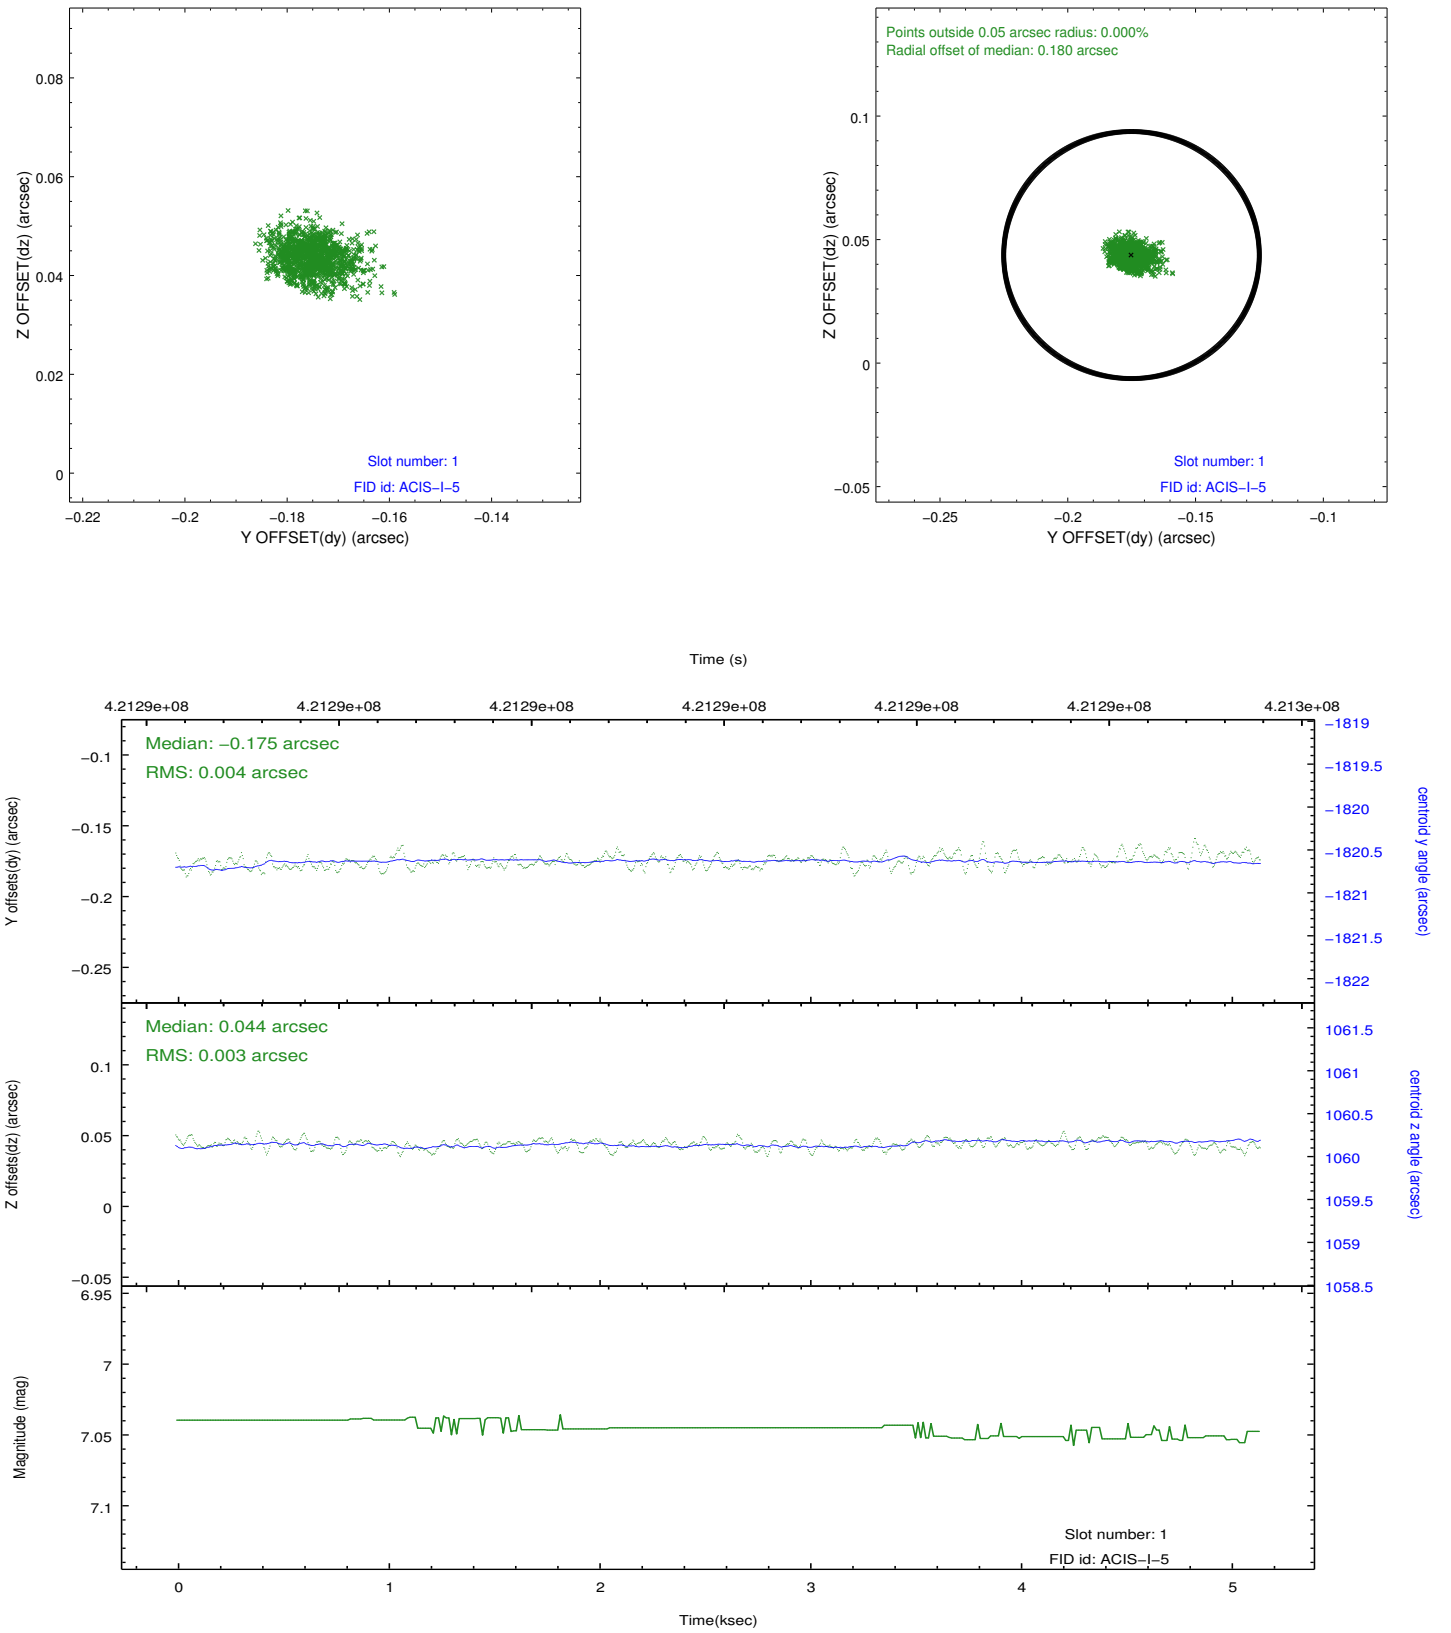 0.08
0.06
0.04
0.02
0
−0.22
−0.2
−0.18
−0.16
−0.14
Z OFFSET(dz) (arcsec)
Y OFFSET(dy) (arcsec)
Slot number: 1
FID id: ACIS−I−5
Points outside 0.05 arcsec radius: 0.000%
Radial offset of median: 0.180 arcsec
0.1
0.05
0
−0.05
−0.25
−0.2
−0.15
−0.1
Z OFFSET(dz) (arcsec)
Y OFFSET(dy) (arcsec)
Slot number: 1
FID id: ACIS−I−5
Time (s)
4.2129e+08
4.2129e+08
4.2129e+08
4.2129e+08
4.2129e+08
4.2129e+08
4.213e+08
Median: −0.175 arcsec
RMS: 0.004 arcsec
−0.1
−0.15
−0.2
−0.25
Y offsets(dy) (arcsec)
−1819
−1819.5
−1820
−1820.5
−1821
−1821.5
−1822
centroid y angle (arcsec)
Median: 0.044 arcsec
RMS: 0.003 arcsec
0.1
0.05
0
−0.05
Z offsets(dz) (arcsec)
1061.5
1061
1060.5
1060
1059.5
1059
1058.5
centroid z angle (arcsec)
6.95
7
7.05
7.1
Magnitude (mag)
Slot number: 1
FID id: ACIS−I−5
0
1
2
3
4
5
Time(ksec)